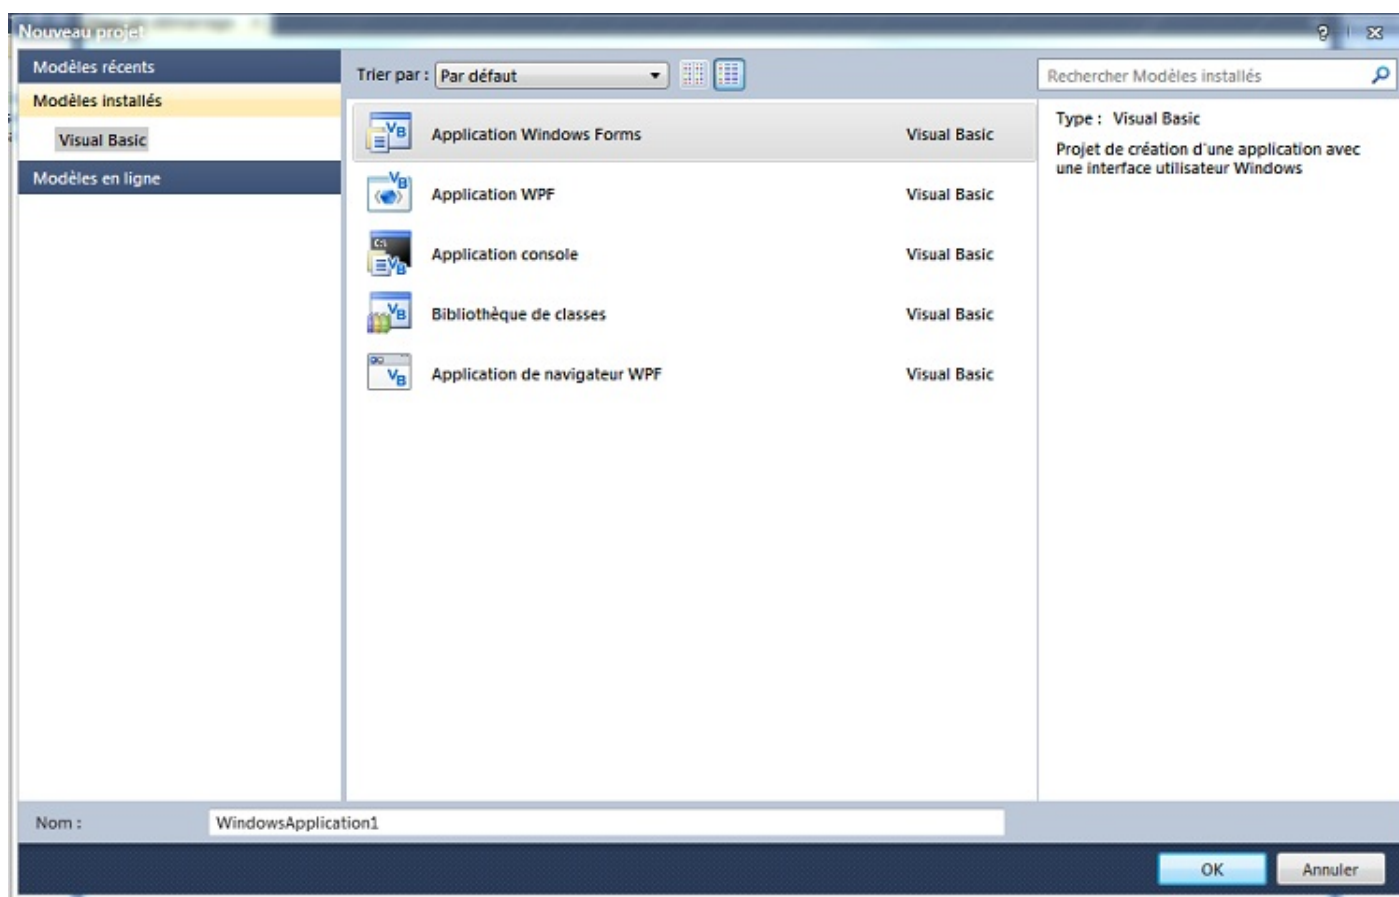 Nouveau projet
Modèles récents
Modèles installés
Visual Basic
Modèles en ligne
Trier par : Par défaut
Rechercher Modèles installés
Application Windows Forms Visual Basic
Application WPF Visual Basic
Application console Visual Basic
Bibliothèque de classes Visual Basic
Application de navigateur WPF Visual Basic
Type : Visual Basic
Projet de création d'une application avec
une interface utilisateur Windows
Nom : WindowsApplication1
OK Annuler